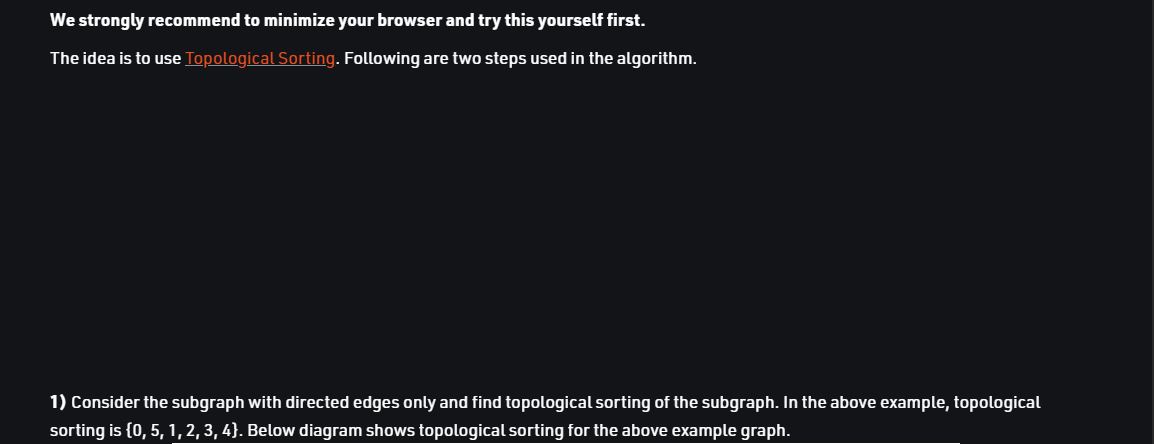 We strongly recommend to minimize your browser and try this yourself first.
The idea is to use Topological Sorting. Following are two steps used in the algorithm.
1) Consider the subgraph with directed edges only and find topological sorting of the subgraph. In the above example, topological
sorting is {0, 5, 1, 2, 3, 4}. Below diagram shows topological sorting for the above example graph.